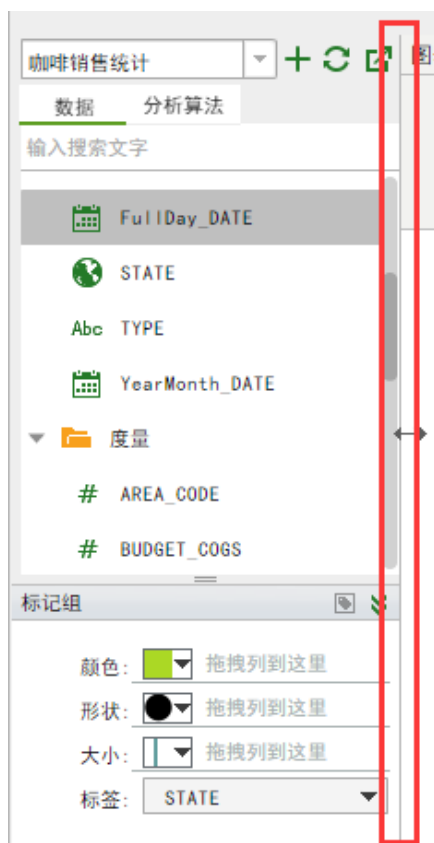 咖啡销售统计
图
数据 分析算法
输入搜索文字
FullDay_DATE
STATE
Abc TYPE
YearMonth_DATE
度量
# AREA_CODE
# BUDGET_COGS
标记组
颜色: 拖拽列到这里
形状: 拖拽列到这里
大小: 拖拽列到这里
标签: STATE